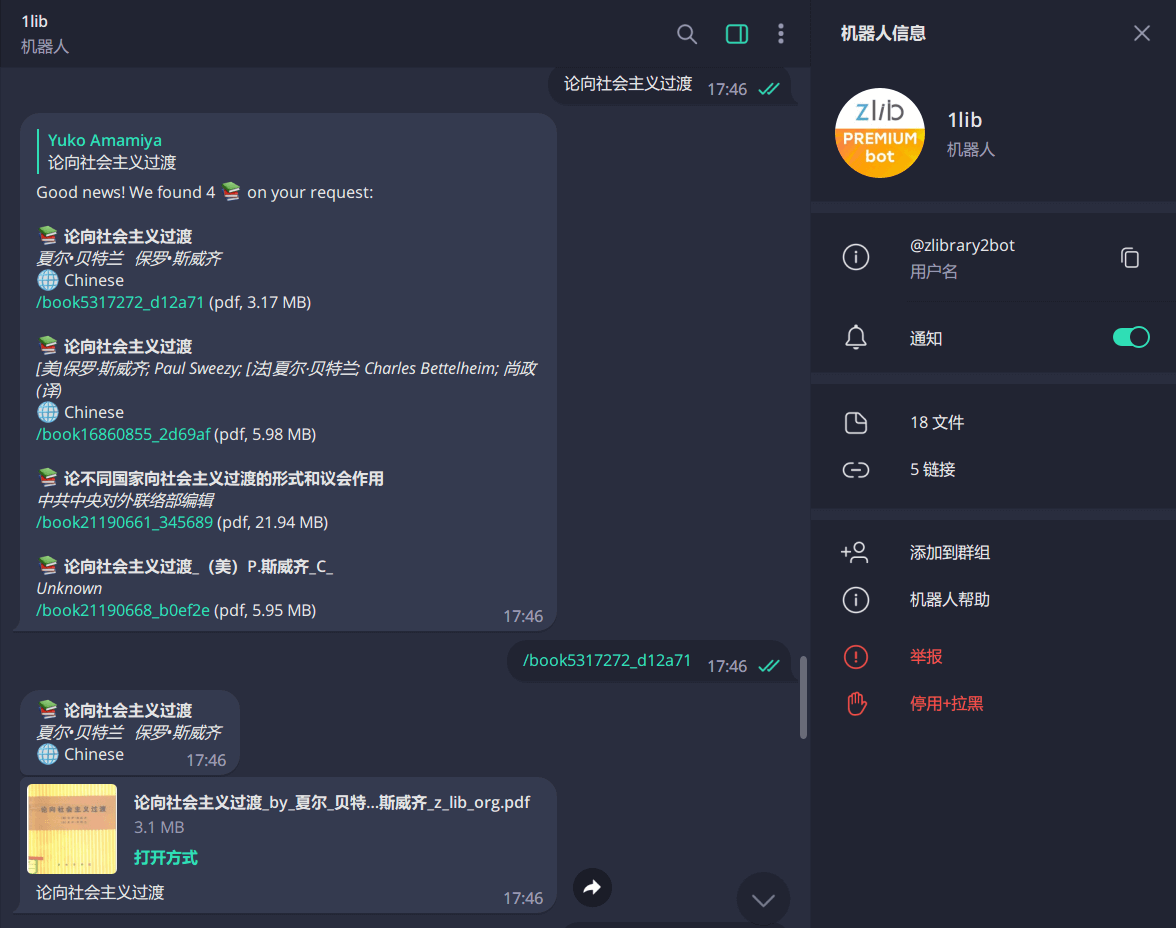 1lib
机器人
论向社会主义过渡 17:46
Yuko Amamiya
论向社会主义过渡
Good news! We found 4 📚 on your request:
📚 论向社会主义过渡
夏尔•贝特兰 保罗•斯威齐
🌐 Chinese
/book5317272_d12a71 (pdf, 3.17 MB)
📚 论向社会主义过渡
[美]保罗·斯威齐; Paul Sweezy; [法]夏尔·贝特兰; Charles Bettelheim; 尚政
(译)
🌐 Chinese
/book16860855_2d69af (pdf, 5.98 MB)
📚 论不同国家向社会主义过渡的形式和议会作用
中共中央对外联络部编辑
/book21190661_345689 (pdf, 21.94 MB)
📚 论向社会主义过渡_（美）P.斯威齐_C_
Unknown
/book21190668_b0ef2e (pdf, 5.95 MB)
17:46
/book5317272_d12a71 17:46
📚 论向社会主义过渡
夏尔•贝特兰 保罗•斯威齐
🌐 Chinese
17:46
论向社会主义过渡
论向社会主义过渡_by_夏尔_贝特...斯威齐_z_lib_org.pdf
3.1 MB
打开方式
论向社会主义过渡
17:46
机器人信息
zlib
PREMIUM
bot
1lib
机器人
@zlibrary2bot
用户名
通知
18 文件
5 链接
添加到群组
机器人帮助
举报
停用+拉黑